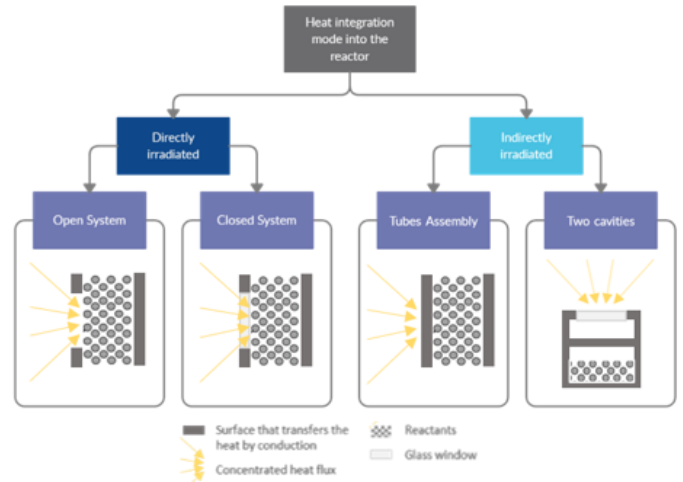 Heat integration
mode into the
reactor
Directly
irradiated
Indirectly
irradiated
Open System
Closed System
Tubes Assembly
Two cavities
Surface that transfers the
heat by conduction
Concentrated heat flux
Reactants
Glass window